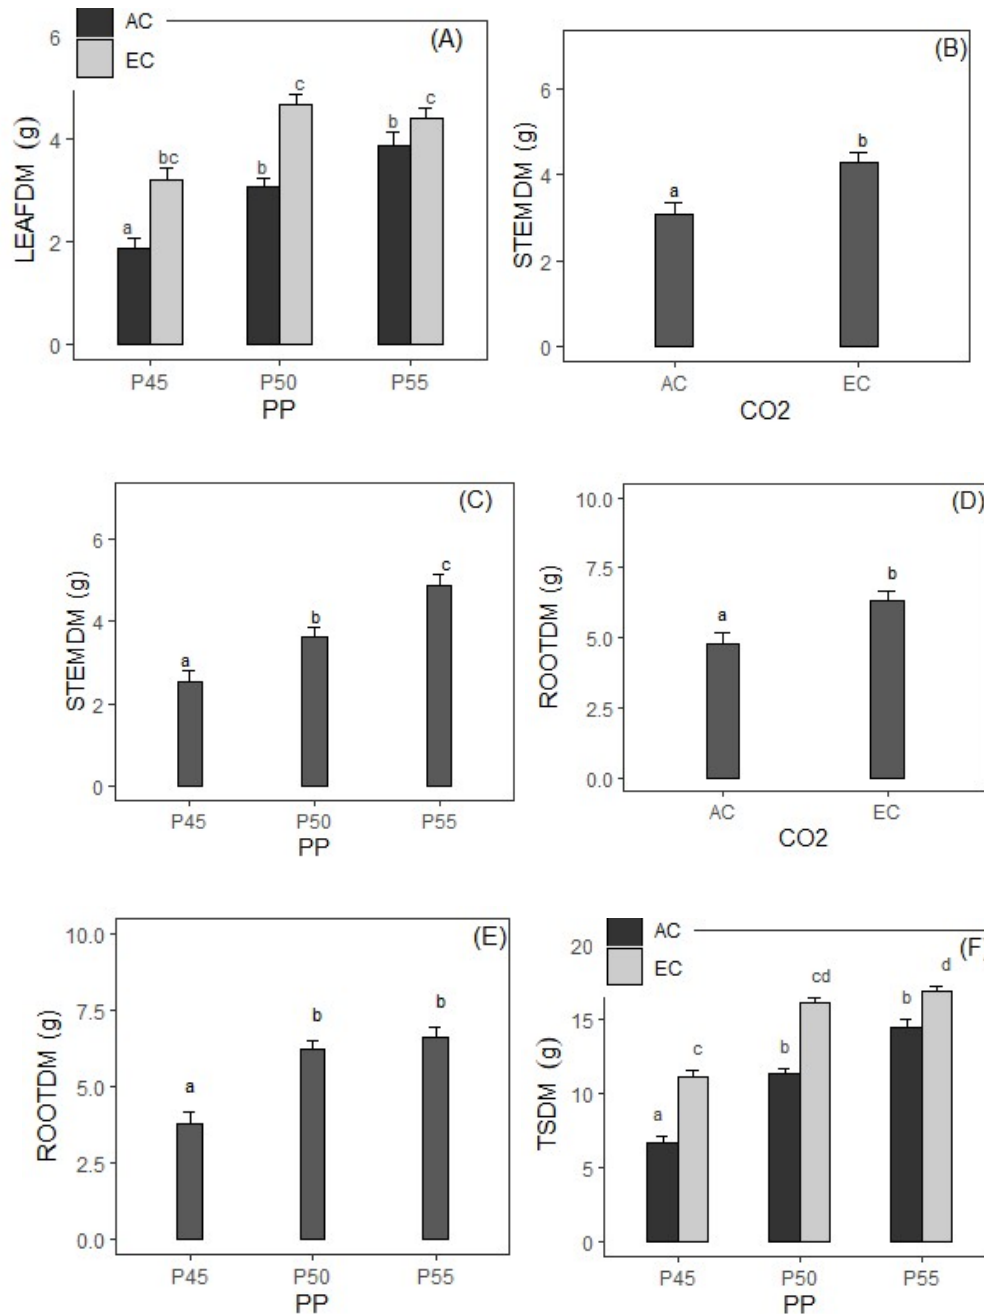 AC
EC
(A)
6
4
2
0
LEAFDM (g)
a
bc
b
c
b
c
P45 P50 P55
PP
(B)
6
4
2
0
STEMDM (g)
a
b
AC EC
CO2
(C)
6
4
2
0
STEMDM (g)
a
b
c
P45 P50 P55
PP
(D)
10.0
7.5
5.0
2.5
0.0
ROOTDM (g)
a
b
AC EC
CO2
(E)
10.0
7.5
5.0
2.5
0.0
ROOTDM (g)
a
b
b
P45 P50 P55
PP
AC
EC
(F)
20
15
10
5
0
TSDM (g)
a
c
b
cd
b
d
P45 P50 P55
PP